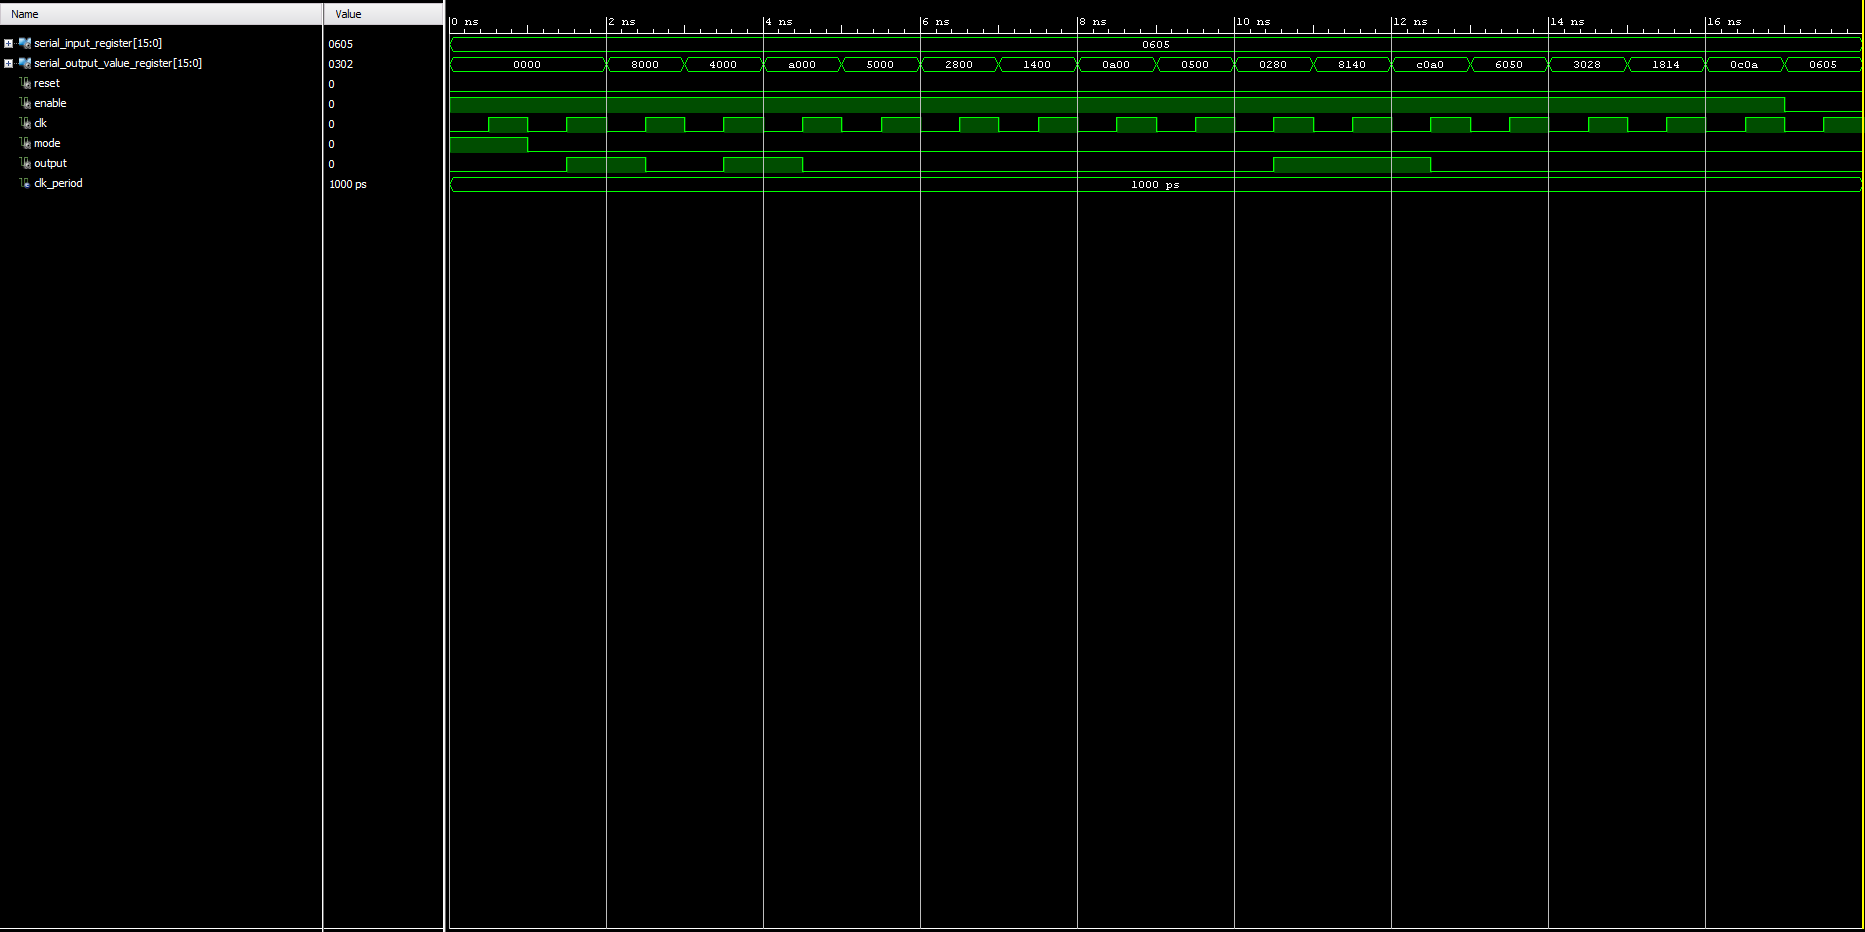 Name Value 0 ns 2 ns 4 ns 6 ns 8 ns 10 ns 12 ns 14 ns 16 ns
serial_input_register[15:0] 0605 0605
serial_output_value_register[15:0] 0302 0000 8000 4000 a000 5000 2800 1400 0a00 0500 0280 8140 c0a0 6050 3028 1814 0c0a 0605
reset 0
enable 0
clk 0
mode 0
output 0
clk_period 1000 ps 1000 ps